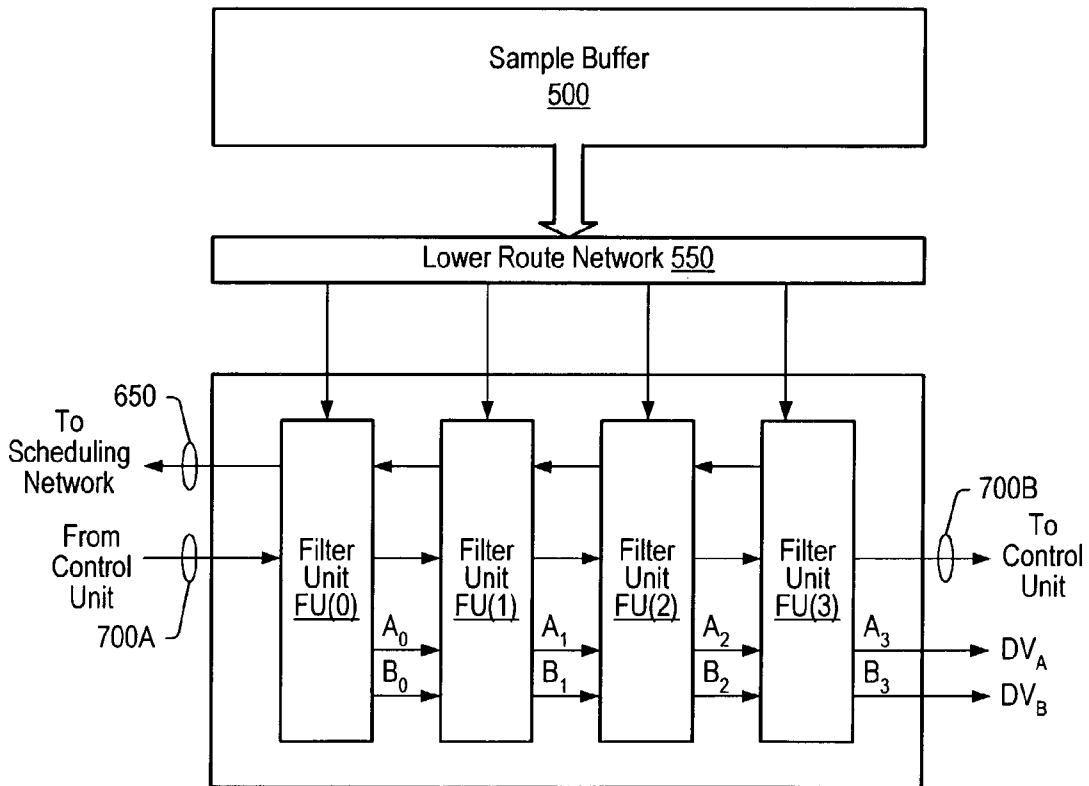 Sample Buffer
500
Lower Route Network 550
650
To
Scheduling
Network
From
Control
Unit
700A
Filter
Unit
FU(0)
Filter
Unit
FU(1)
Filter
Unit
FU(2)
Filter
Unit
FU(3)
A₀
B₀
A₁
B₁
A₂
B₂
A₃
B₃
700B
To
Control
Unit
DV_A
DV_B